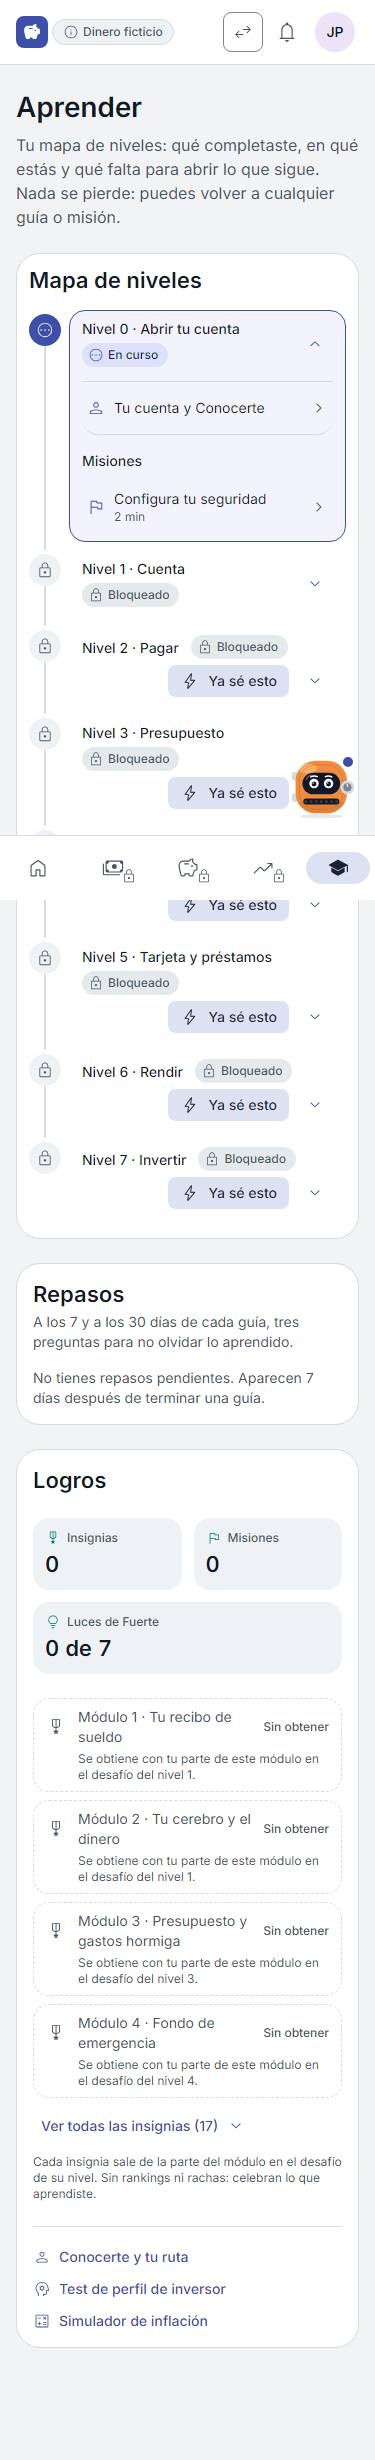 Dinero ficticio
JP
Aprender
Tu mapa de niveles: qué completaste, en qué
estás y qué falta para abrir lo que sigue.
Nada se pierde: puedes volver a cualquier
guía o misión.
Mapa de niveles
Nivel 0 · Abrir tu cuenta
En curso
Tu cuenta y Conocerte
Misiones
Configura tu seguridad
2 min
Nivel 1 · Cuenta
Bloqueado
Nivel 2 · Pagar
Bloqueado
Ya sé esto
Nivel 3 · Presupuesto
Bloqueado
Ya sé esto
Ya sé esto
Nivel 5 · Tarjeta y préstamos
Bloqueado
Ya sé esto
Nivel 6 · Rendir
Bloqueado
Ya sé esto
Nivel 7 · Invertir
Bloqueado
Ya sé esto
Repasos
A los 7 y a los 30 días de cada guía, tres
preguntas para no olvidar lo aprendido.
No tienes repasos pendientes. Aparecen 7
días después de terminar una guía.
Logros
Insignias
0
Misiones
0
Luces de Fuerte
0 de 7
Módulo 1 · Tu recibo de
sueldo
Sin obtener
Se obtiene con tu parte de este módulo en
el desafío del nivel 1.
Módulo 2 · Tu cerebro y el
dinero
Sin obtener
Se obtiene con tu parte de este módulo en
el desafío del nivel 1.
Módulo 3 · Presupuesto y
gastos hormiga
Sin obtener
Se obtiene con tu parte de este módulo en
el desafío del nivel 3.
Módulo 4 · Fondo de
emergencia
Sin obtener
Se obtiene con tu parte de este módulo en
el desafío del nivel 4.
Ver todas las insignias (17)
Cada insignia sale de la parte del módulo en el desafío
de su nivel. Sin rankings ni rachas: celebran lo que
aprendiste.
Conocerte y tu ruta
Test de perfil de inversor
Simulador de inflación